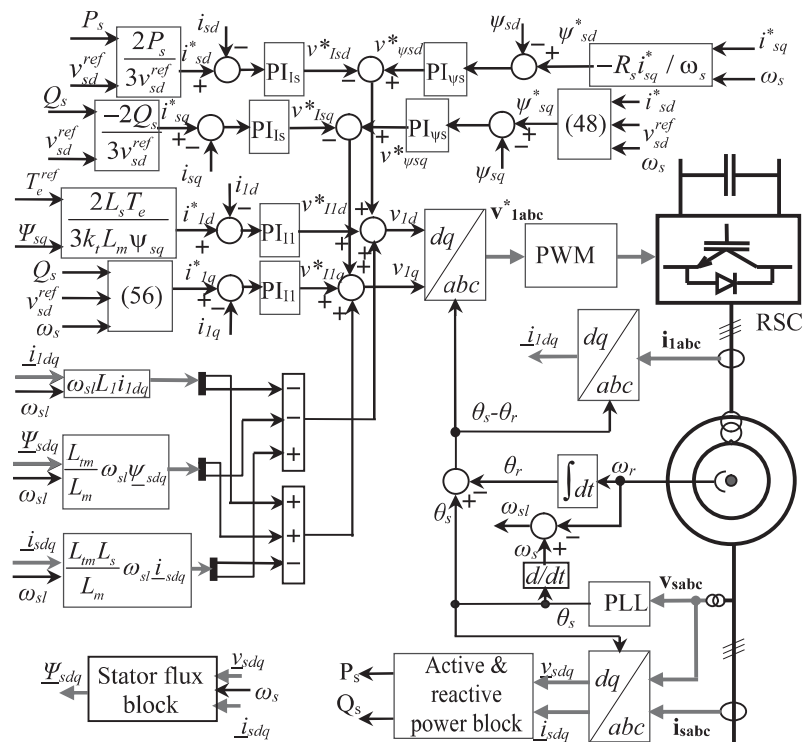 P_s
v_sd^ref
2P_s / 3v_sd^ref
i*_sd
i_sd
PI_Is
v*_Isd
v*_ψsd
PI_ψs
ψ_sd
ψ*_sd
−R_s i*_sq / ω_s
i*_sq
ω_s
Q_s
v_sd^ref
−2Q_s / 3v_sd^ref
i*_sq
i_sq
PI_Is
v*_Isq
v*_ψsq
PI_ψs
ψ_sq
ψ*_sq
(48)
i*_sd
v_sd^ref
ω_s
T_e^ref
Ψ_sq
2L_s T_e / 3k_t L_m ψ_sq
i*_1d
i_1d
PI_I1
v*_I1d
v_1d
Q_s
v_sd^ref
ω_s
(56)
i*_1q
i_1q
PI_I1
v*_I1q
v_1q
dq
abc
v*_1abc
PWM
RSC
i_1dq
dq
abc
i_1abc
i_1dq
ω_sl
ω_sl L_1 i_1dq
Ψ_sdq
ω_sl
L_tm / L_m ω_sl ψ_sdq
i_sdq
ω_sl
L_tm L_s / L_m ω_sl i_sdq
θ_s-θ_r
θ_r
∫dt
ω_r
θ_s
ω_sl
ω_s
d/dt
θ_s
PLL
v_sabc
Ψ_sdq
Stator flux
block
v_sdq
ω_s
i_sdq
P_s
Q_s
Active &
reactive
power block
v_sdq
i_sdq
dq
abc
i_sabc